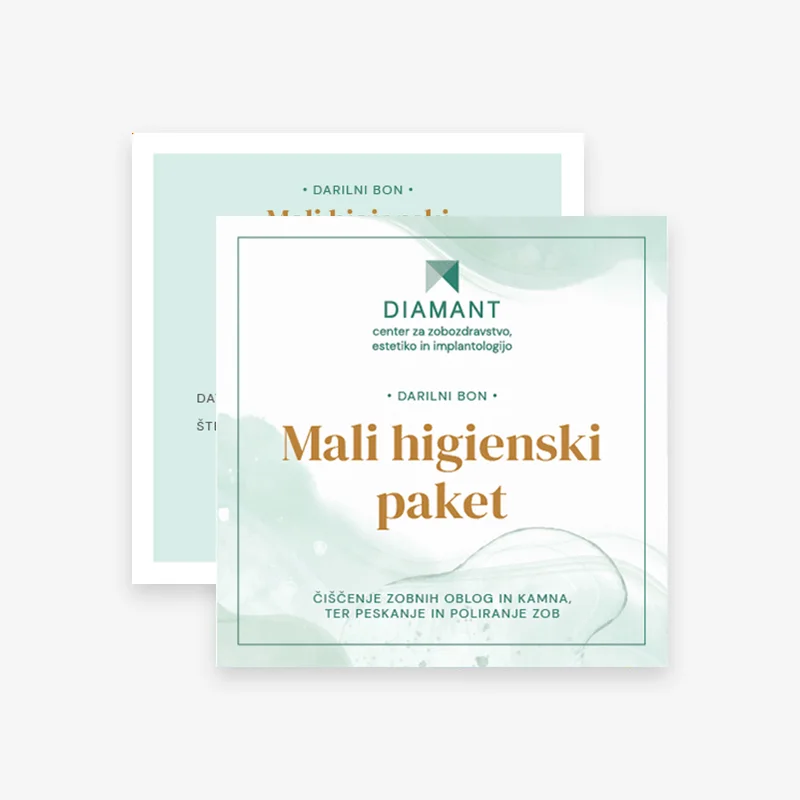 • DARILNI BON •
DIAMANT
center za zobozdravstvo,
estetiko in implantologijo
• DARILNI BON •
Mali higienski
paket
ČIŠČENJE ZOBNIH OBLOG IN KAMNA,
TER PESKANJE IN POLIRANJE ZOB